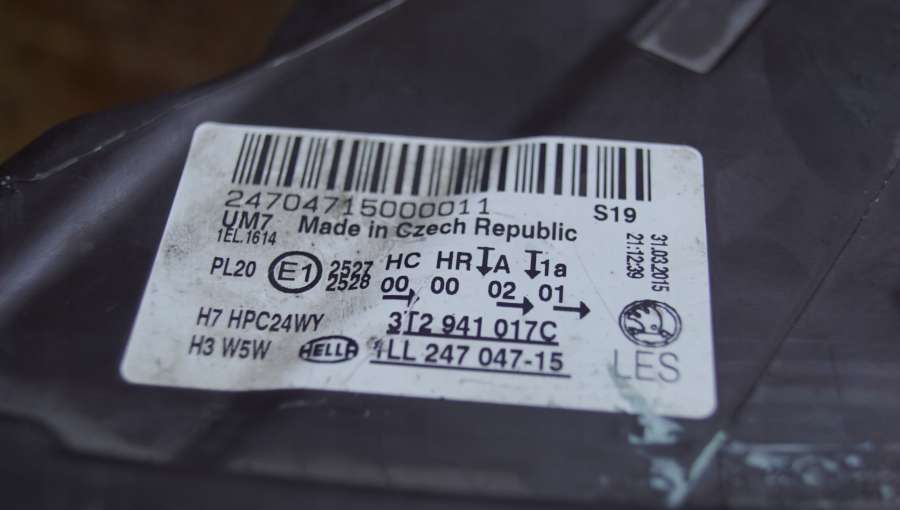 24704715000011
S19
UM7 Made in Czech Republic
1EL.1614
31.03.2015
21:12:39
PL20 E1 2527 HC HR A 1a
2528 00 00 02 01
H7 HPC24WY 3T2 941 017C
H3 W5W HELLA 1LL 247 047-15
LES